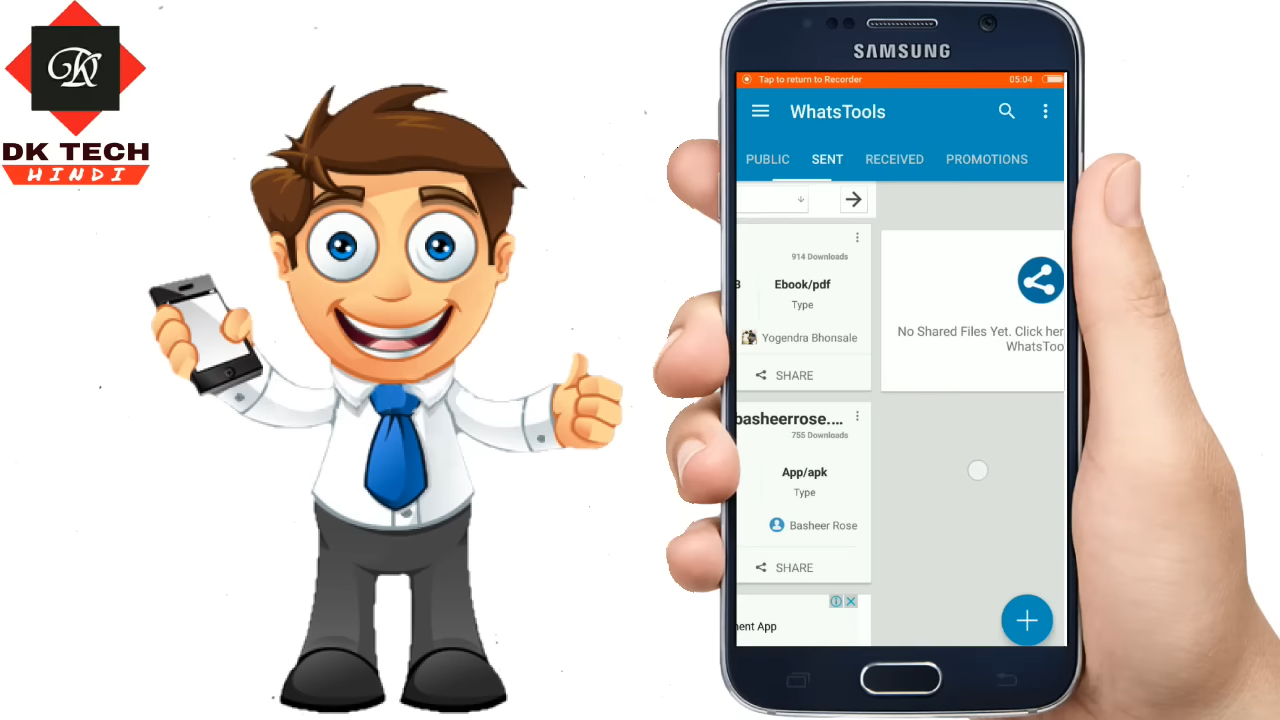 DK TECH
HINDI
SAMSUNG
Tap to return to Recorder
05:04
WhatsTools
PUBLIC SENT RECEIVED PROMOTIONS
914 Downloads
Ebook/pdf
Type
Yogendra Bhonsale
SHARE
No Shared Files Yet. Click her
WhatsToo
basheerrose....
755 Downloads
App/apk
Type
Basheer Rose
SHARE
nent App